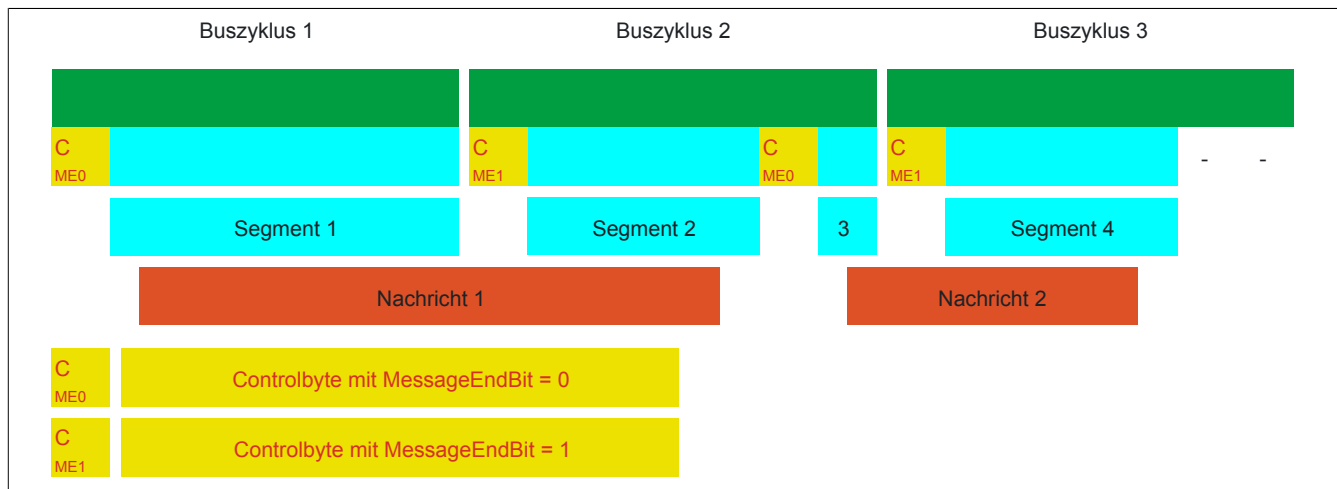 Buszyklus 1 Buszyklus 2 Buszyklus 3
C C C C
ME0 ME1 ME0 ME1 - -
Segment 1 Segment 2 3 Segment 4
Nachricht 1 Nachricht 2
C
ME0
Controlbyte mit MessageEndBit = 0
C
ME1
Controlbyte mit MessageEndBit = 1